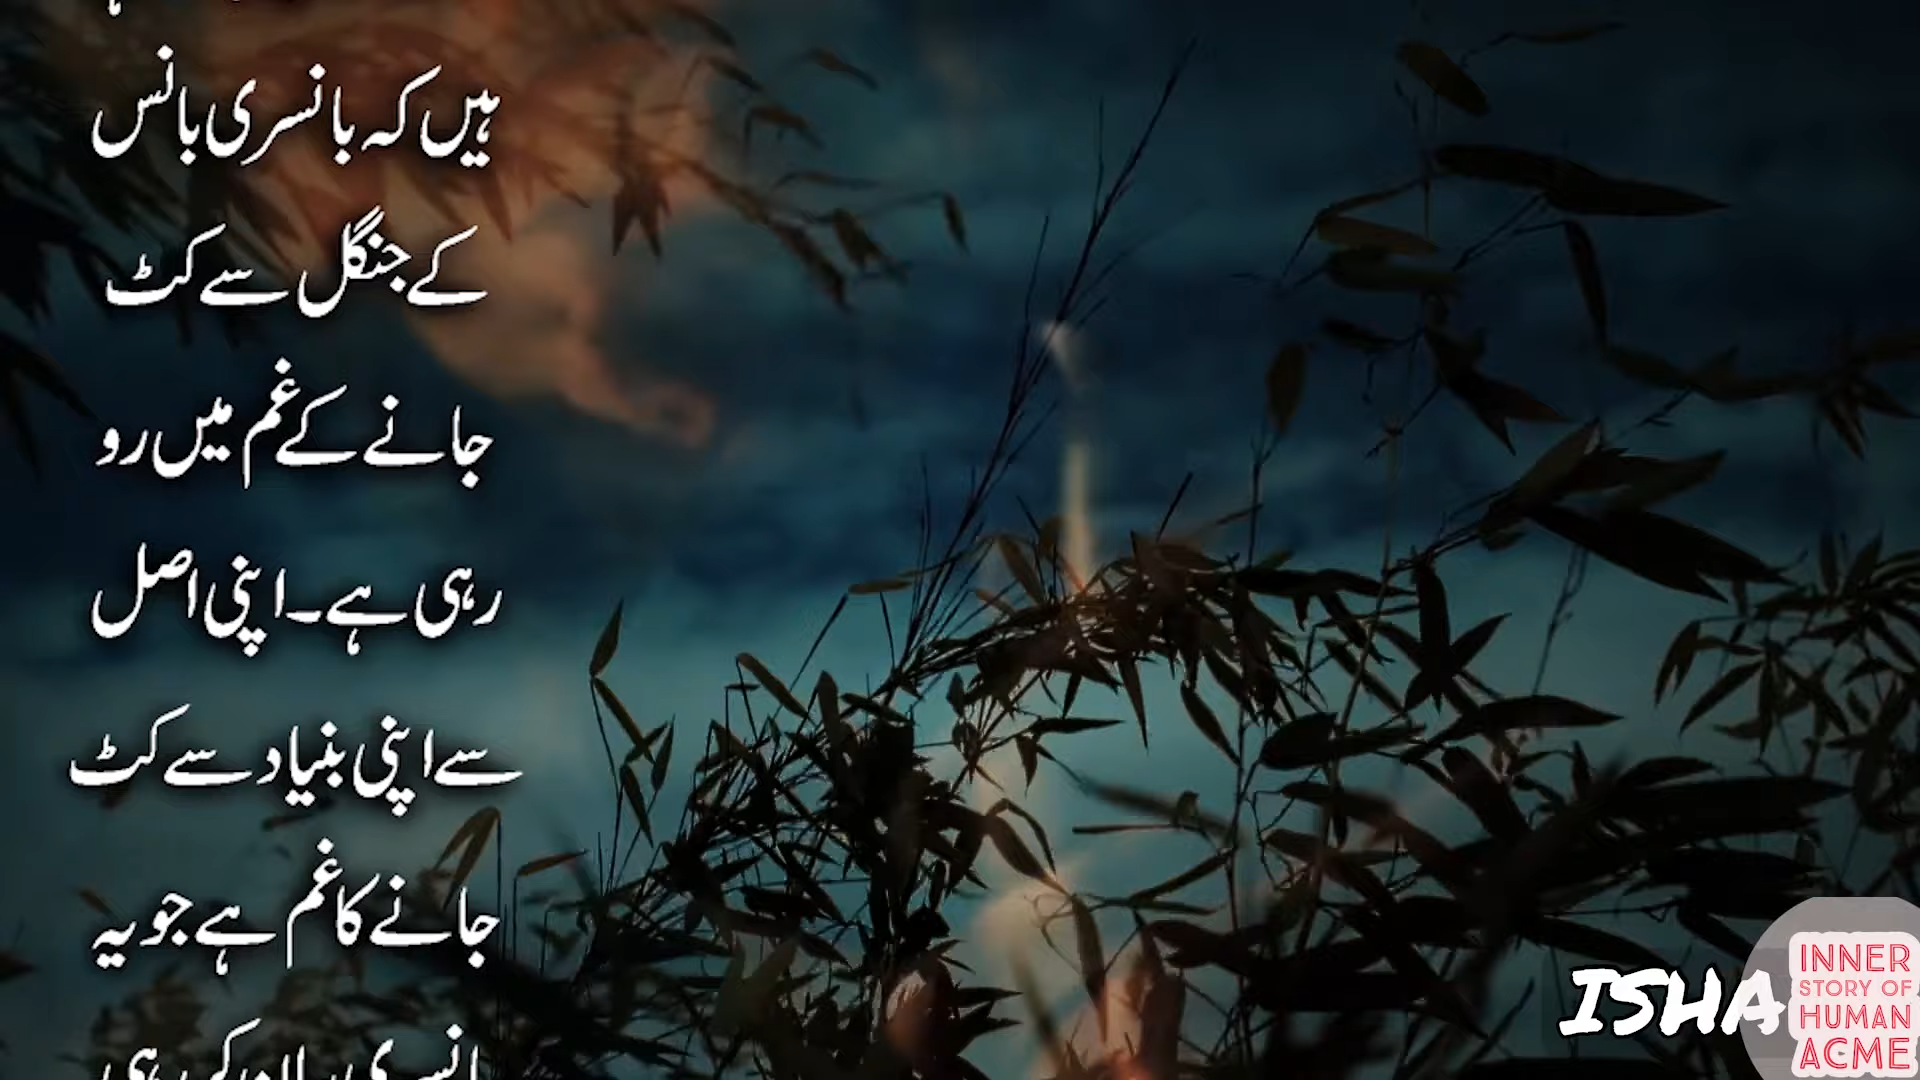 ہیں کہ بانسری بانس
کے جنگل سے کٹ
جانے کے غم میں رو
رہی ہے۔ اپنی اصل
سے اپنی بنیاد سے کٹ
جانے کا غم ہے جو یہ
ISHA
INNER
STORY OF
HUMAN
ACME